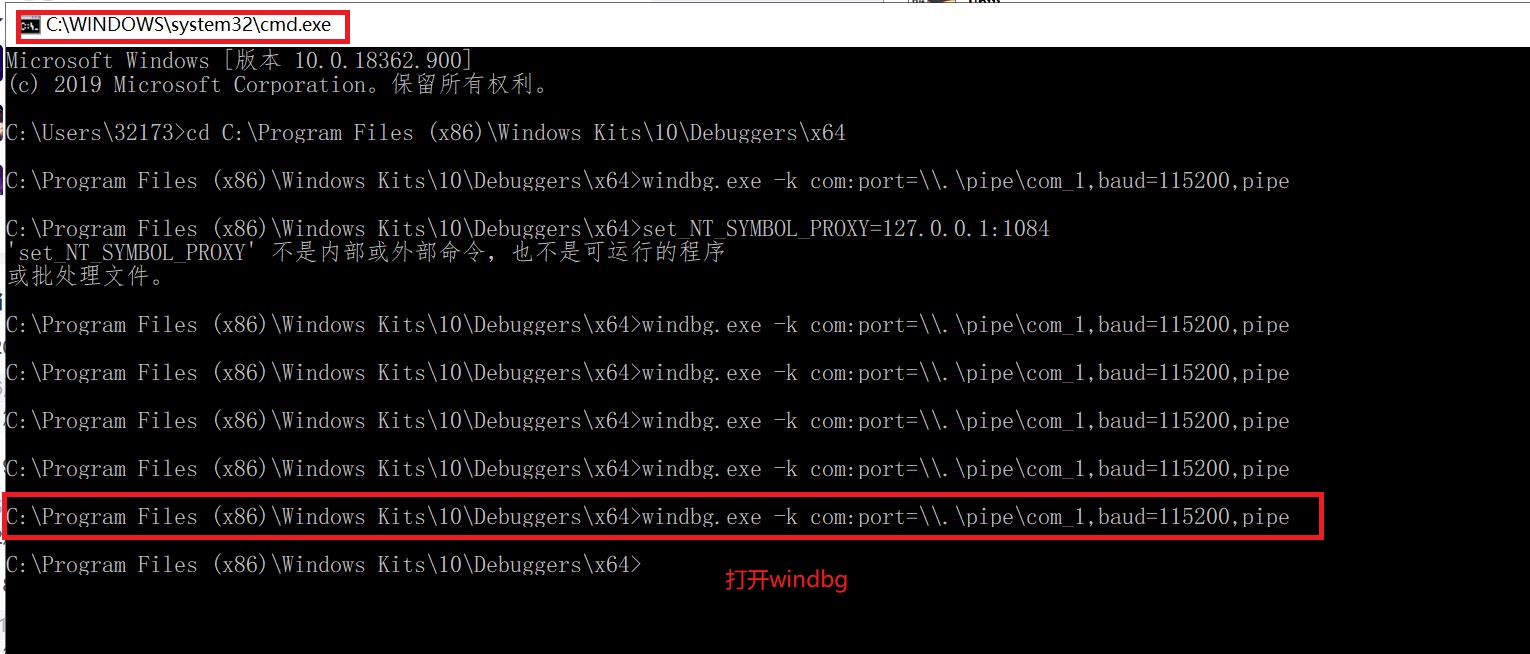 C:\WINDOWS\system32\cmd.exe
Microsoft Windows [版本 10.0.18362.900]
(c) 2019 Microsoft Corporation。保留所有权利。
C:\Users\32173>cd C:\Program Files (x86)\Windows Kits\10\Debuggers\x64
C:\Program Files (x86)\Windows Kits\10\Debuggers\x64>windbg.exe -k com:port=\\.\pipe\com_1,baud=115200,pipe
C:\Program Files (x86)\Windows Kits\10\Debuggers\x64>set_NT_SYMBOL_PROXY=127.0.0.1:1084
'set_NT_SYMBOL_PROXY' 不是内部或外部命令，也不是可运行的程序
或批处理文件。
C:\Program Files (x86)\Windows Kits\10\Debuggers\x64>windbg.exe -k com:port=\\.\pipe\com_1,baud=115200,pipe
C:\Program Files (x86)\Windows Kits\10\Debuggers\x64>windbg.exe -k com:port=\\.\pipe\com_1,baud=115200,pipe
C:\Program Files (x86)\Windows Kits\10\Debuggers\x64>windbg.exe -k com:port=\\.\pipe\com_1,baud=115200,pipe
C:\Program Files (x86)\Windows Kits\10\Debuggers\x64>windbg.exe -k com:port=\\.\pipe\com_1,baud=115200,pipe
C:\Program Files (x86)\Windows Kits\10\Debuggers\x64>windbg.exe -k com:port=\\.\pipe\com_1,baud=115200,pipe
C:\Program Files (x86)\Windows Kits\10\Debuggers\x64>
打开windbg